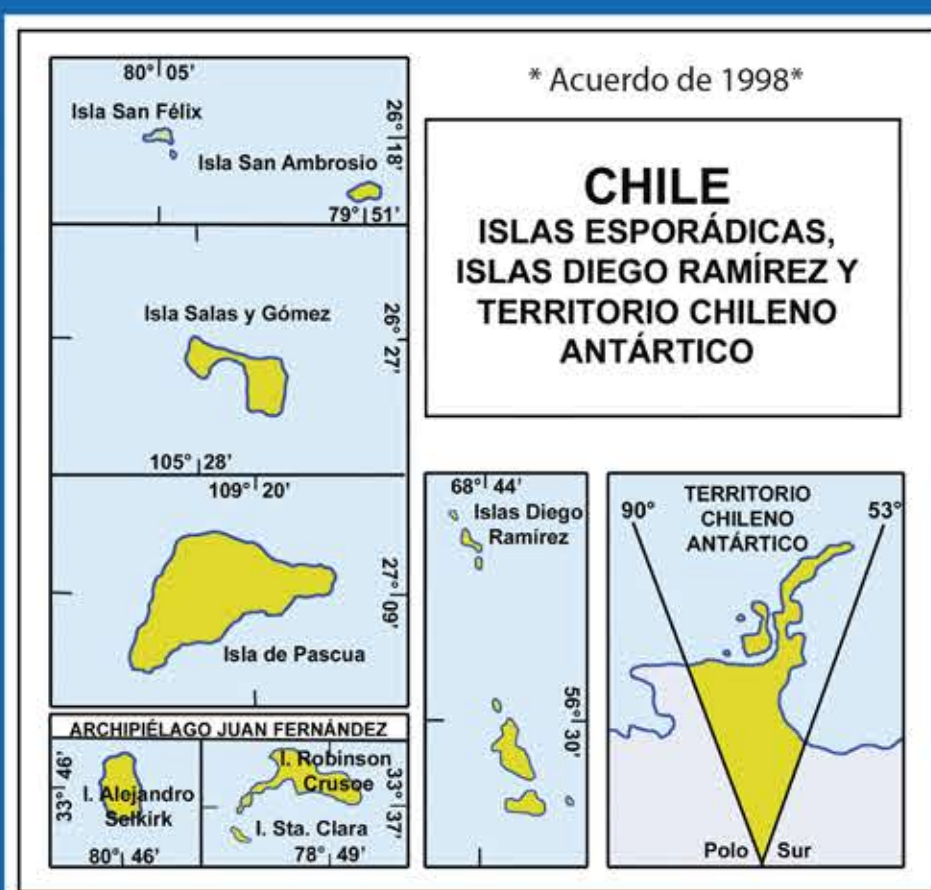 80° 05'
Isla San Félix
26° 18'
Isla San Ambrosio
79° 51'
Isla Salas y Gómez
26° 27'
105° 28'
109° 20'
27° 09'
Isla de Pascua
ARCHIPIÉLAGO JUAN FERNÁNDEZ
33° 46'
I. Alejandro
Selkirk
80° 46'
I. Robinson
Crusoe
33° 37'
I. Sta. Clara
78° 49'
* Acuerdo de 1998*
CHILE
ISLAS ESPORÁDICAS,
ISLAS DIEGO RAMÍREZ Y
TERRITORIO CHILENO
ANTÁRTICO
68° 44'
Islas Diego
Ramírez
56° 30'
TERRITORIO
CHILENO
ANTÁRTICO
90°
53°
Polo Sur